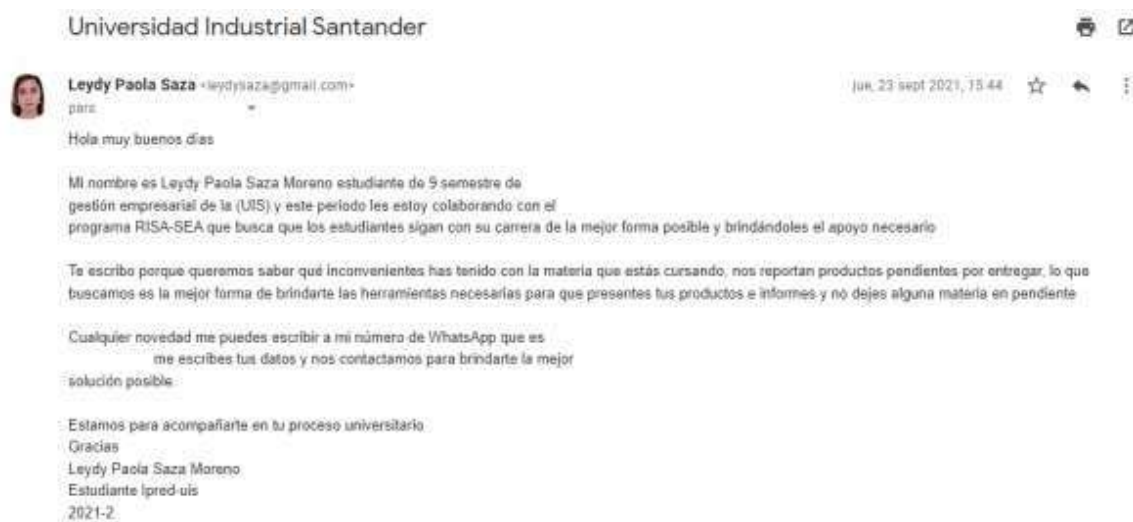 Universidad Industrial Santander
Leydy Paola Saza <leydysaza@gmail.com>
jue, 23 sept 2021, 15:44
para
Hola muy buenos días
Mi nombre es Leydy Paola Saza Moreno estudiante de 9 semestre de
gestión empresarial de la (UIS) y este periodo les estoy colaborando con el
programa RISA-SEA que busca que los estudiantes sigan con su carrera de la mejor forma posible y brindándoles el apoyo necesario
Te escribo porque queremos saber qué inconvenientes has tenido con la materia que estás cursando, nos reportan productos pendientes por entregar, lo que
buscamos es la mejor forma de brindarte las herramientas necesarias para que presentes tus productos e informes y no dejes alguna materia en pendiente
Cualquier novedad me puedes escribir a mi número de WhatsApp que es
me escribes tus datos y nos contactamos para brindarte la mejor
solución posible
Estamos para acompañarte en tu proceso universitario
Gracias
Leydy Paola Saza Moreno
Estudiante Ipred-uis
2021-2